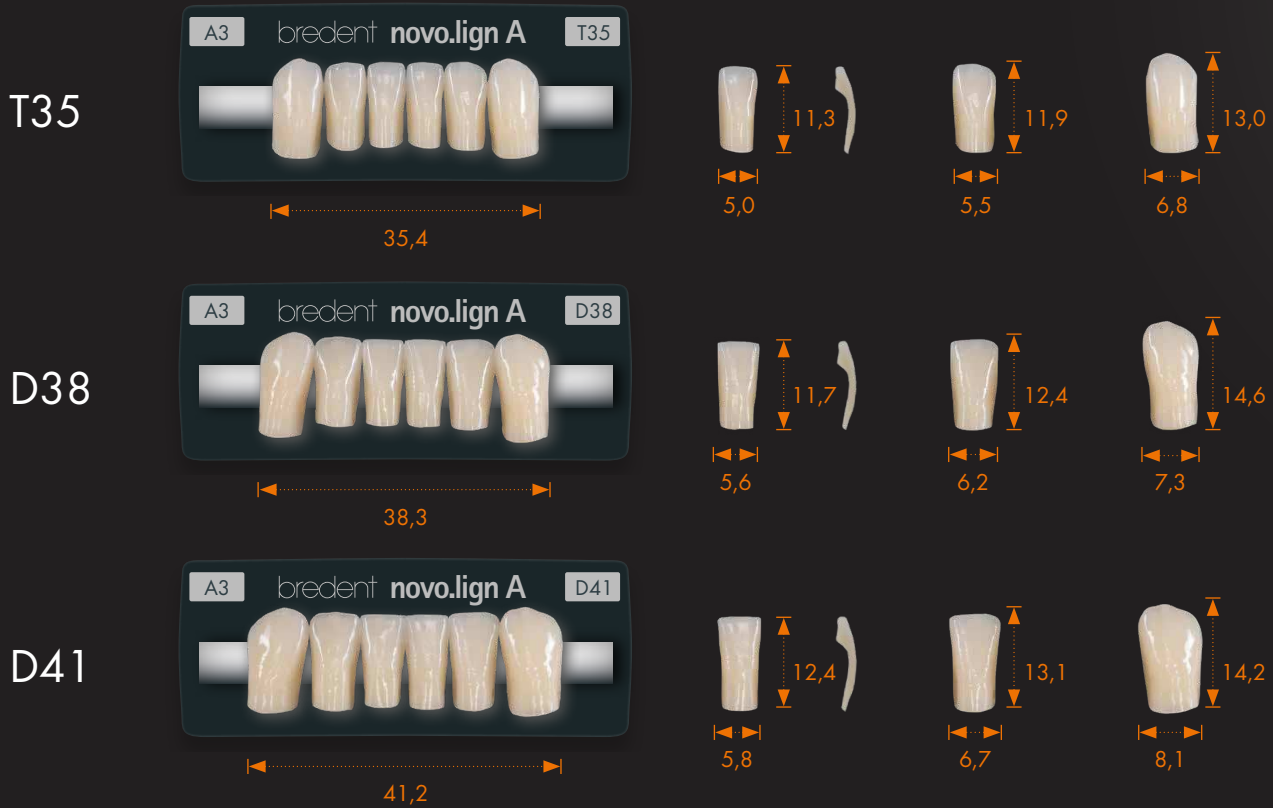 A3 bredent novo.lign A T35
T35
11,3 11,9 13,0
5,0 5,5 6,8
35,4
A3 bredent novo.lign A D38
D38
11,7 12,4 14,6
5,6 6,2 7,3
38,3
A3 bredent novo.lign A D41
D41
12,4 13,1 14,2
5,8 6,7 8,1
41,2